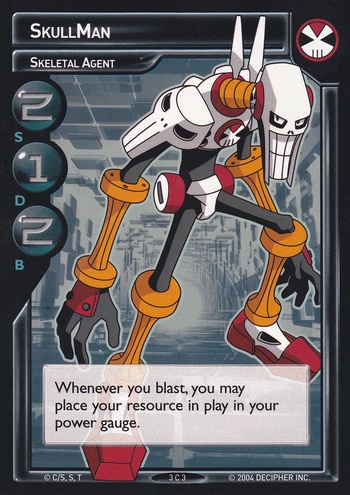 SkullMan
Skeletal Agent
2
S
1
D
2
B
Whenever you blast, you may
place your resource in play in your
power gauge.
© C/S, S, T
3 C 3
© 2004 DECIPHER INC.